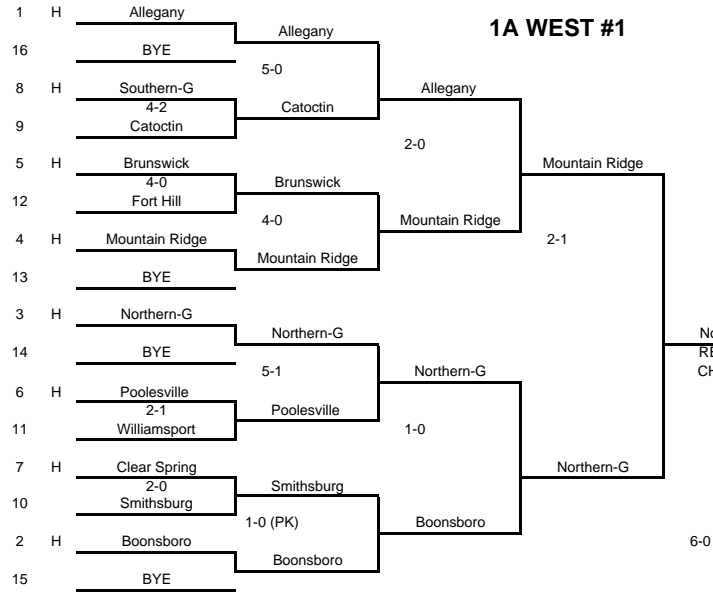 1A WEST #1
1 H Allegany
Allegany
16 BYE
5-0
8 H Southern-G
Allegany
4-2
Catoctin
9 Catoctin
2-0
5 H Brunswick
Mountain Ridge
4-0
Brunswick
12 Fort Hill
4-0
Mountain Ridge
4 H Mountain Ridge
2-1
Mountain Ridge
13 BYE
3 H Northern-G
Northern-G
14 BYE
5-1
Northern-G
6 H Poolesville
2-1
Poolesville
11 Williamsport
1-0
7 H Clear Spring
Northern-G
2-0
Smithsburg
10 Smithsburg
1-0 (PK)
Boonsboro
2 H Boonsboro
6-0
Boonsboro
15 BYE